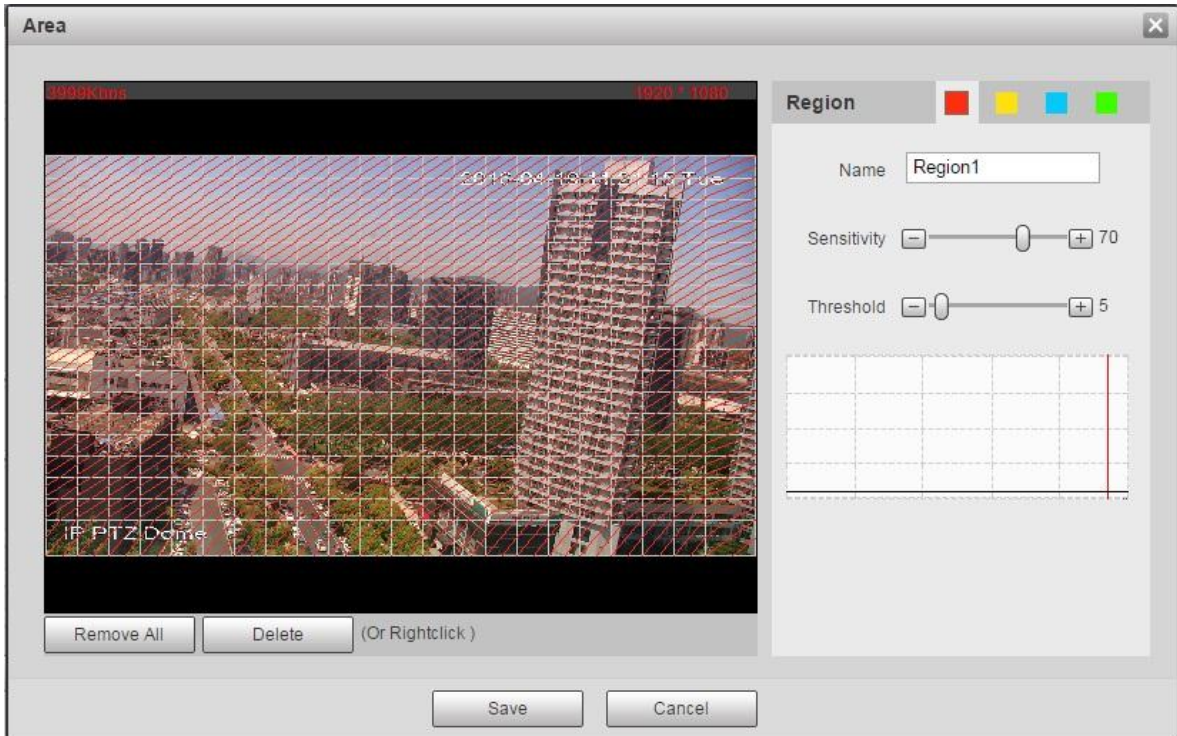 Area
3999Kbps
1920 * 1080
Region
Name
Region1
Sensitivity
70
Threshold
5
IP PTZ Dome
Remove All
Delete
(Or Rightclick )
Save
Cancel